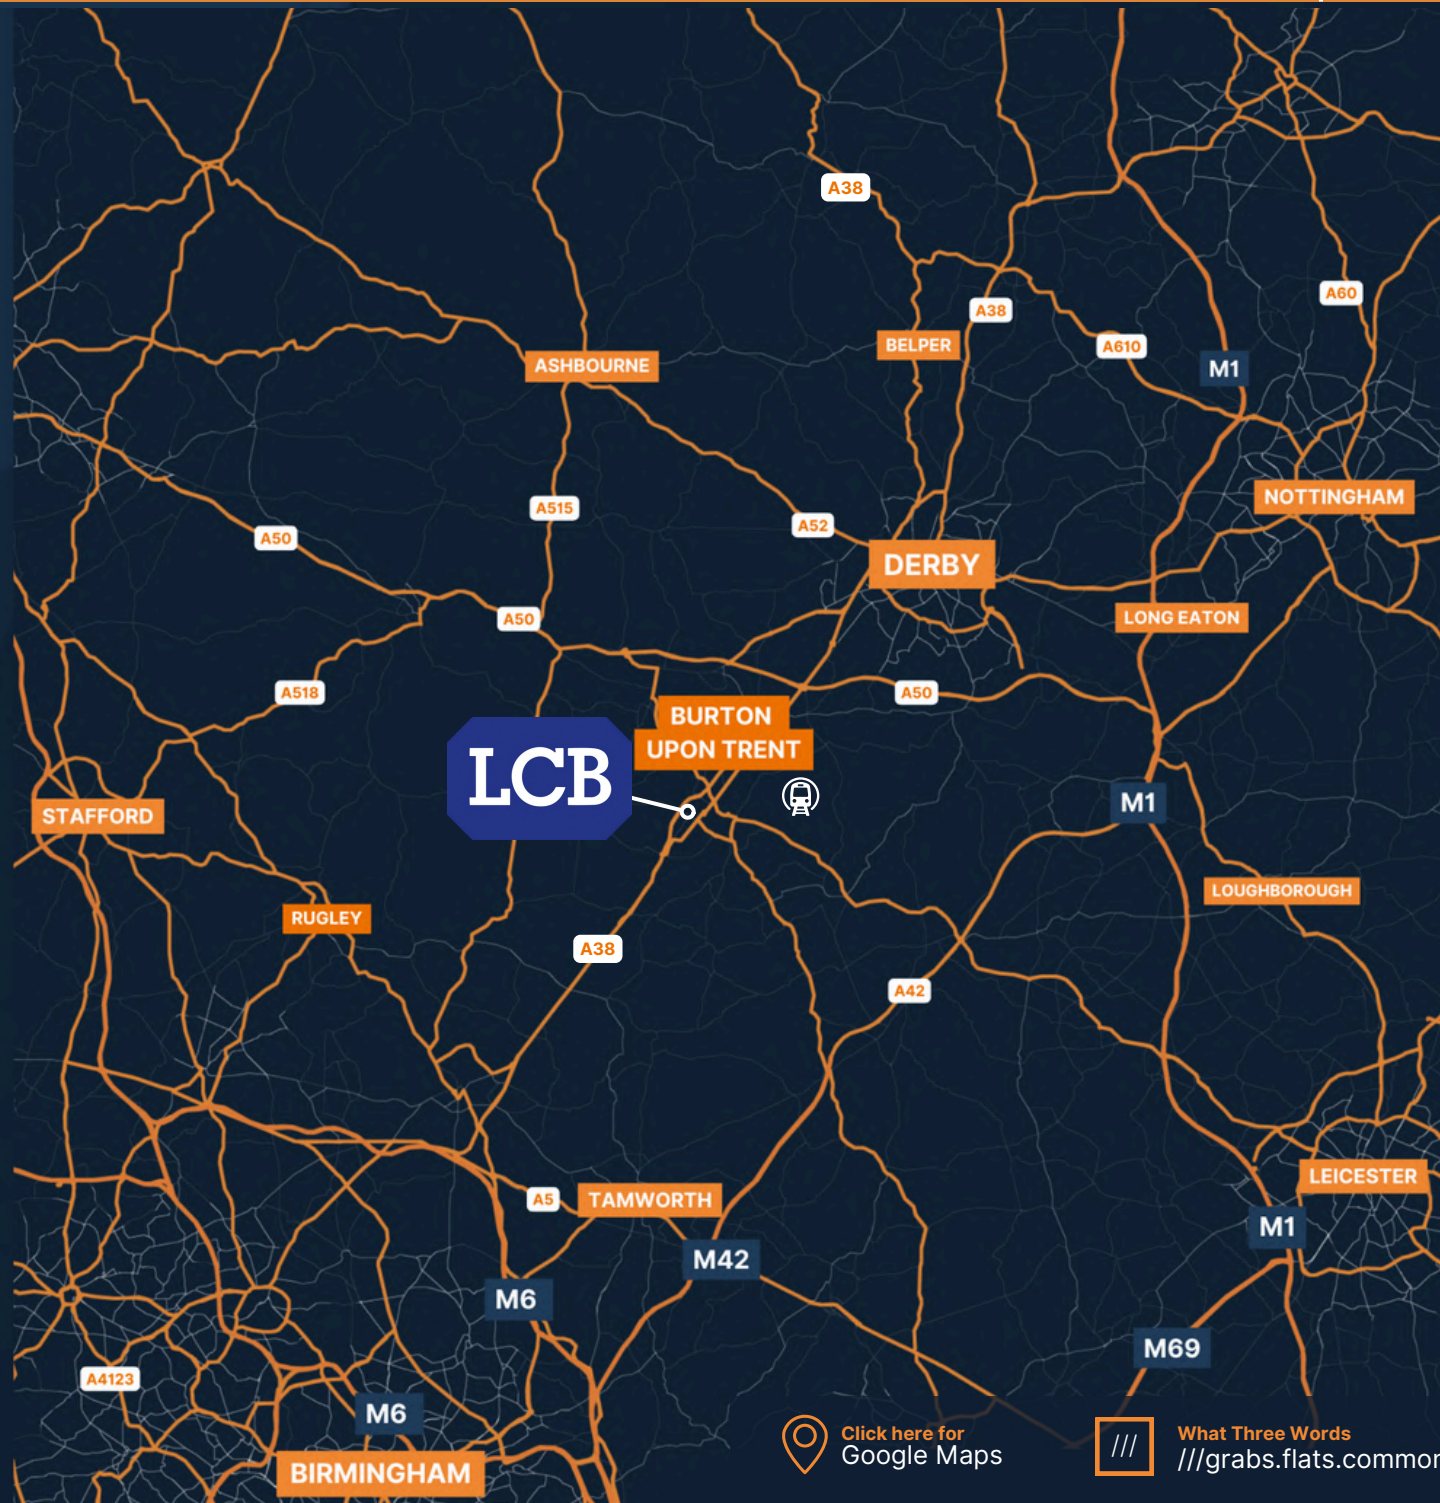 A38
A60
A38
BELPER
A610
M1
ASHBOURNE
NOTTINGHAM
A515
A52
A50
DERBY
A50
LONG EATON
A518
A50
BURTON
UPON TRENT
LCB
STAFFORD
M1
RUGLEY
LOUGHBOROUGH
A38
A42
LEICESTER
A5
TAMWORTH
M1
M42
M6
M69
A4123
M6
BIRMINGHAM
Click here for
Google Maps
///
What Three Words
///grabs.flats.common